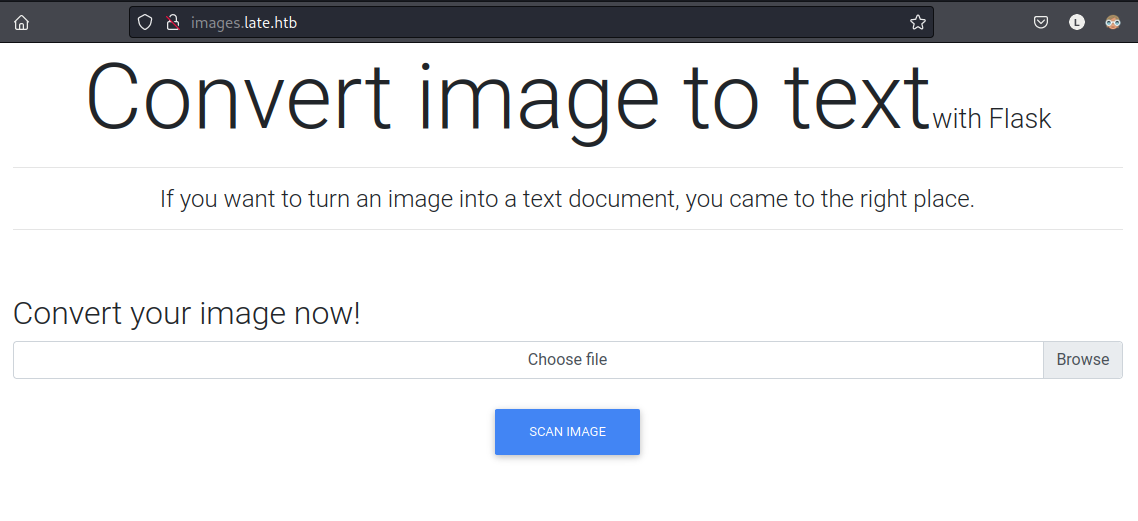 images.late.htb
L
Convert image to text with Flask
If you want to turn an image into a text document, you came to the right place.
Convert your image now!
Choose file
Browse
SCAN IMAGE